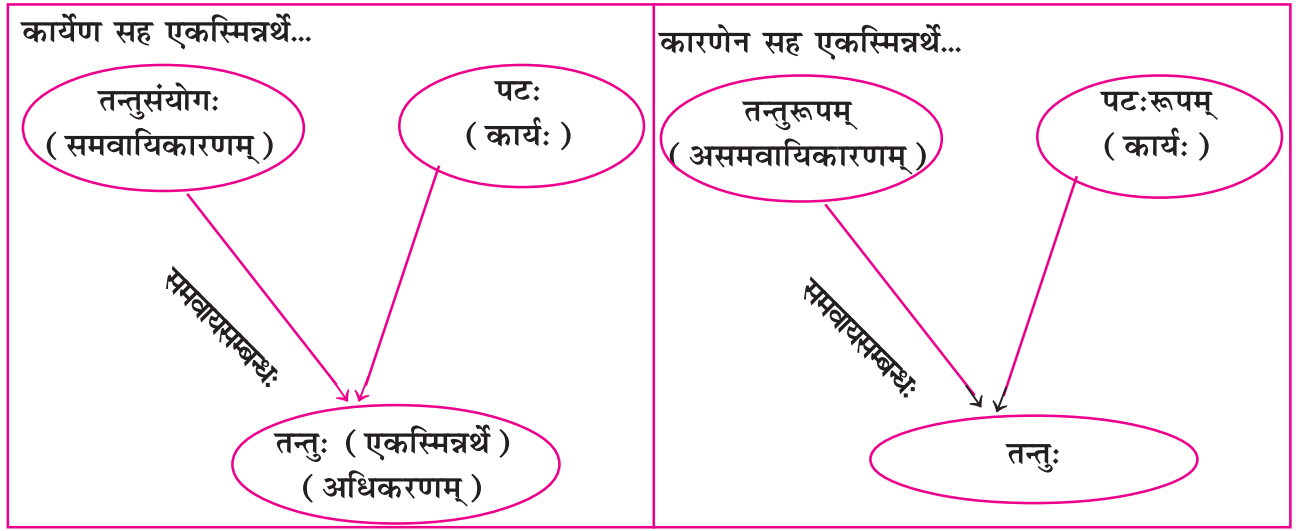 कार्येण सह एकस्मिन्नर्थे...
तन्तुसंयोगः
( समवायिकारणम् )
पटः
( कार्यः )
समवायसम्बन्धः
तन्तुः ( एकस्मिन्नर्थे )
( अधिकरणम् )
कारणेन सह एकस्मिन्नर्थे...
तन्तुरूपम्
( असमवायिकारणम् )
पटःरूपम्
( कार्यः )
समवायसम्बन्धः
तन्तुः